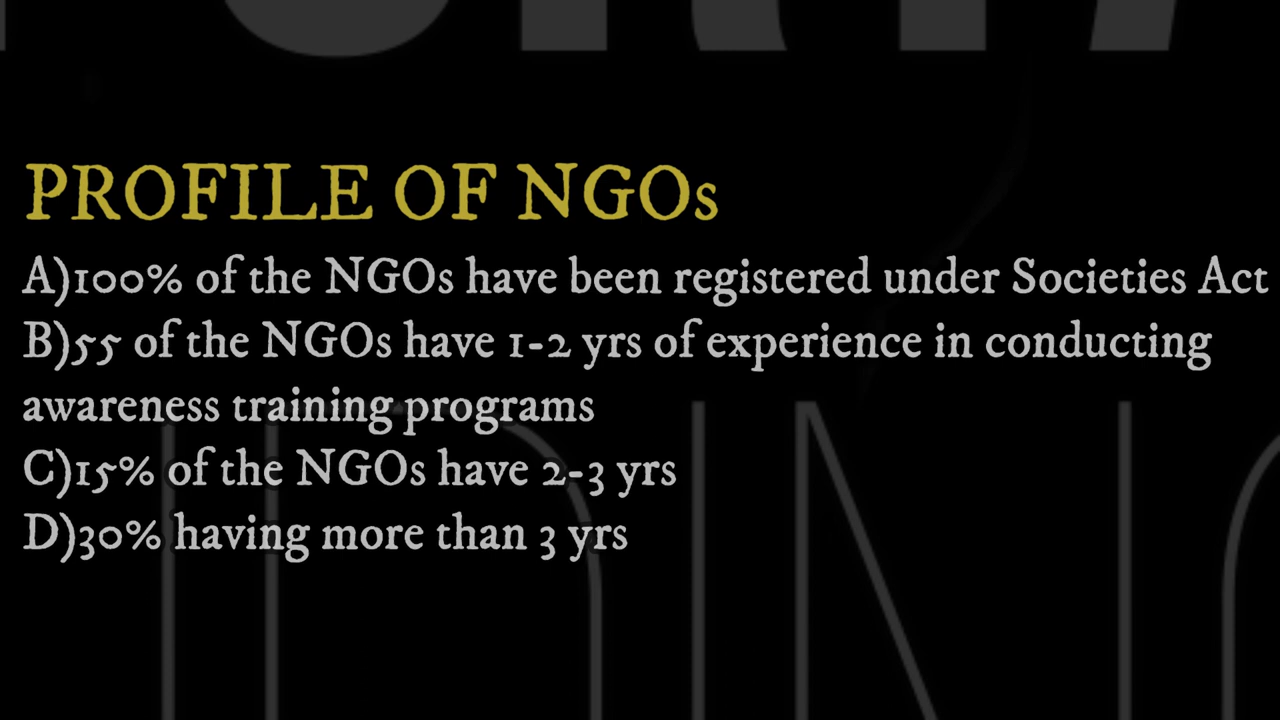 PROFILE OF NGOs
A)100% of the NGOs have been registered under Societies Act
B)55 of the NGOs have 1-2 yrs of experience in conducting
awareness training programs
C)15% of the NGOs have 2-3 yrs
D)30% having more than 3 yrs